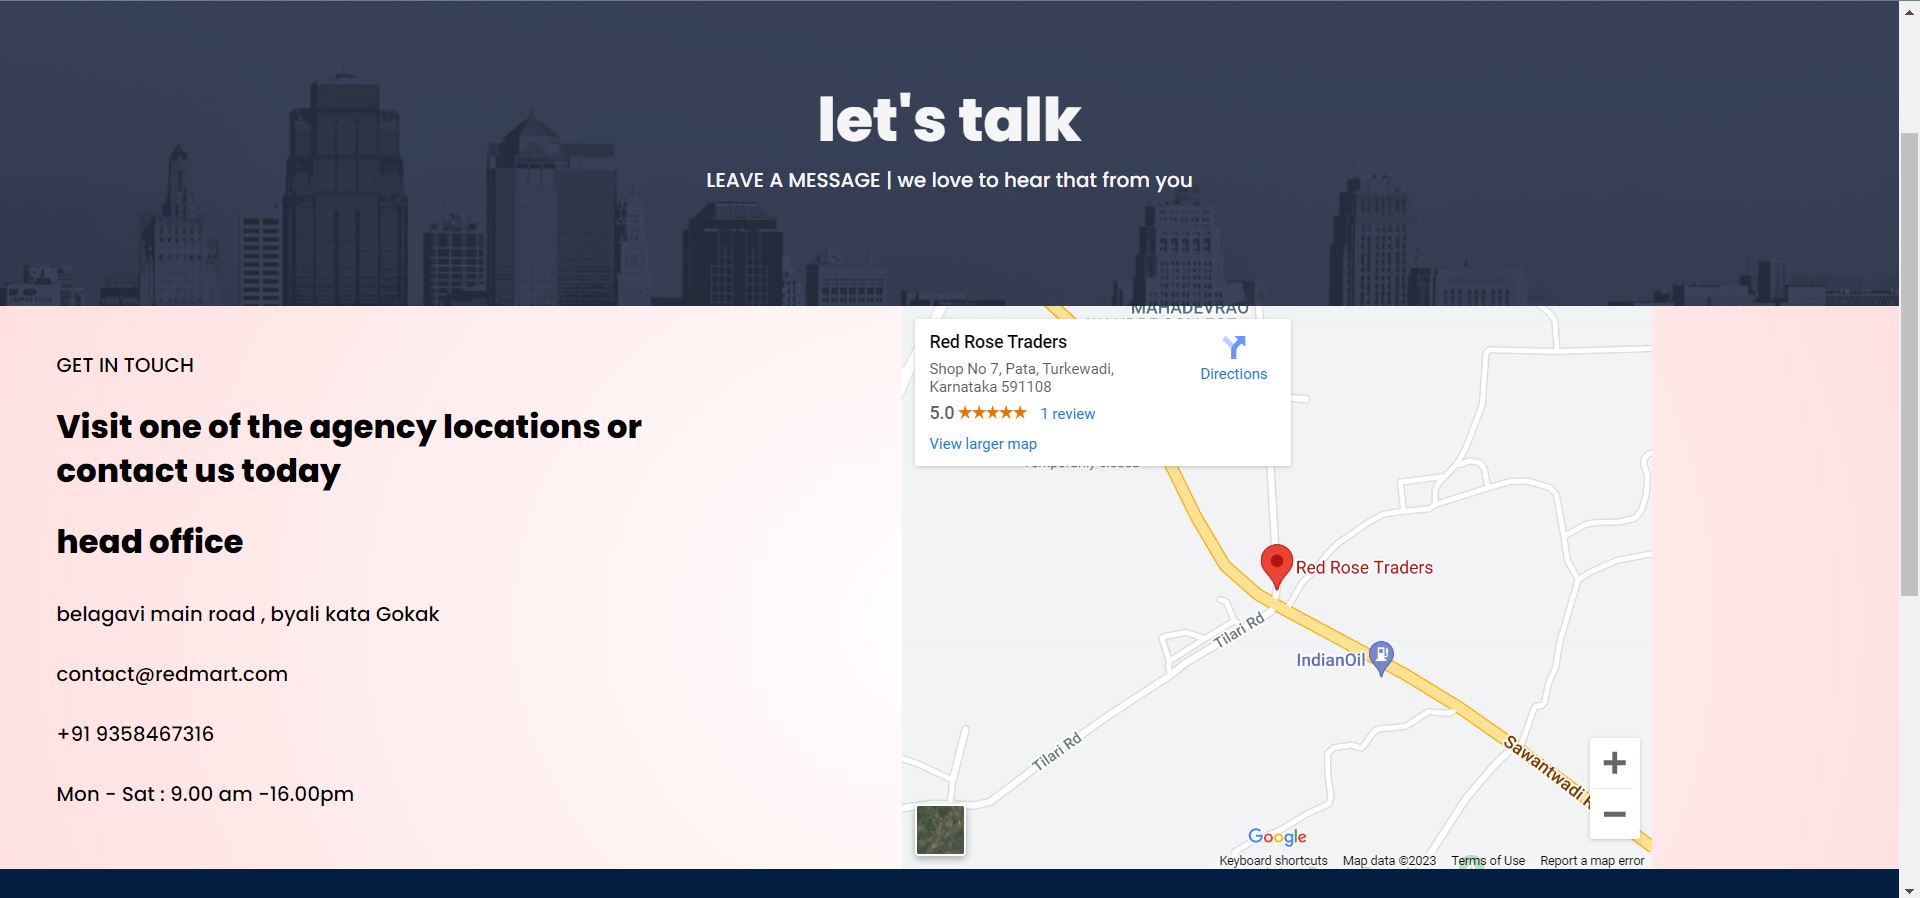 let's talk
LEAVE A MESSAGE | we love to hear that from you
GET IN TOUCH
Visit one of the agency locations or
contact us today
head office
belagavi main road , byali kata Gokak
contact@redmart.com
+91 9358467316
Mon - Sat : 9.00 am -16.00pm
MAHADEVRAO
Red Rose Traders
Shop No 7, Pata, Turkewadi,
Karnataka 591108
Directions
5.0
1 review
View larger map
Red Rose Traders
Tilari Rd
IndianOil
Tilari Rd
Sawantwadi
Google
Keyboard shortcuts
Map data ©2023
Terms of Use
Report a map error